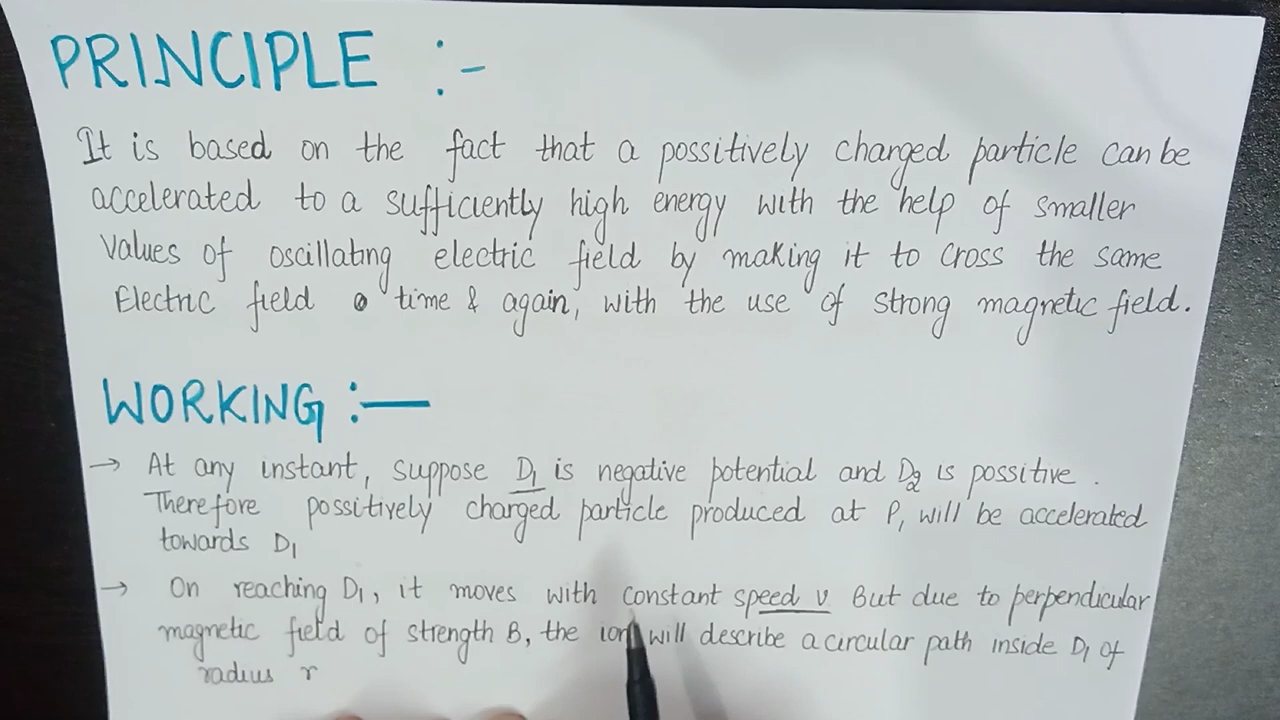 PRINCIPLE :-
It is based on the fact that a possitively charged particle can be
accelerated to a sufficiently high energy with the help of smaller
values of oscillating electric field by making it to cross the same
Electric field time & again, with the use of strong magnetic field.
WORKING :-
→ At any instant, suppose D1 is negative potential and D2 is possitive.
Therefore possitively charged particle produced at P, will be accelerated
towards D1
→ On reaching D1, it moves with constant speed v. But due to perpendicular
magnetic field of strength B, the ion will describe a circular path inside D1 of
radius r